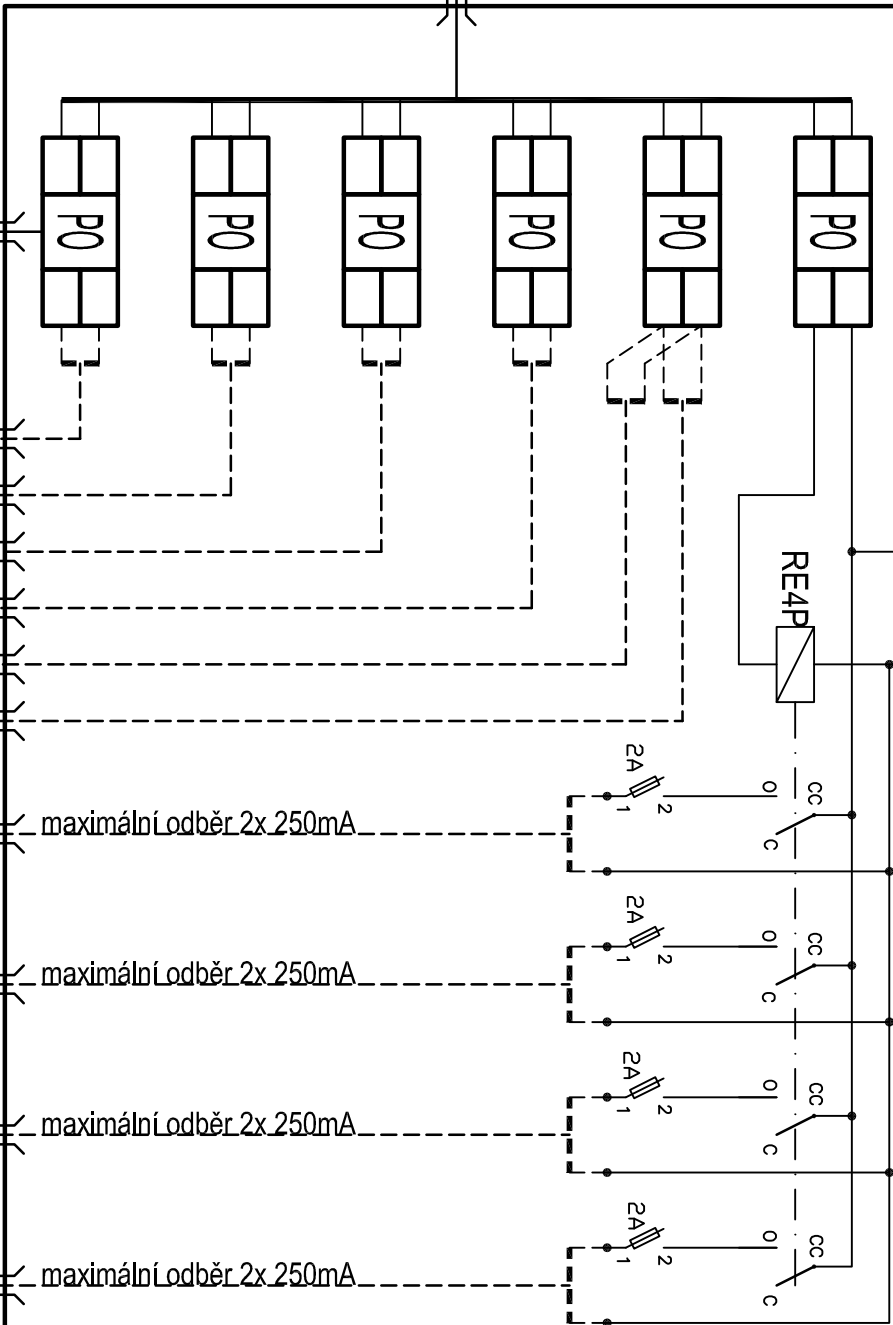 PO
PO
PO
PO
PO
PO
RE4P
2A
1
2
O
CC
C
maximální odběr 2x 250mA
2A
1
2
O
CC
C
maximální odběr 2x 250mA
2A
1
2
O
CC
C
maximální odběr 2x 250mA
2A
1
2
O
CC
C
maximální odběr 2x 250mA